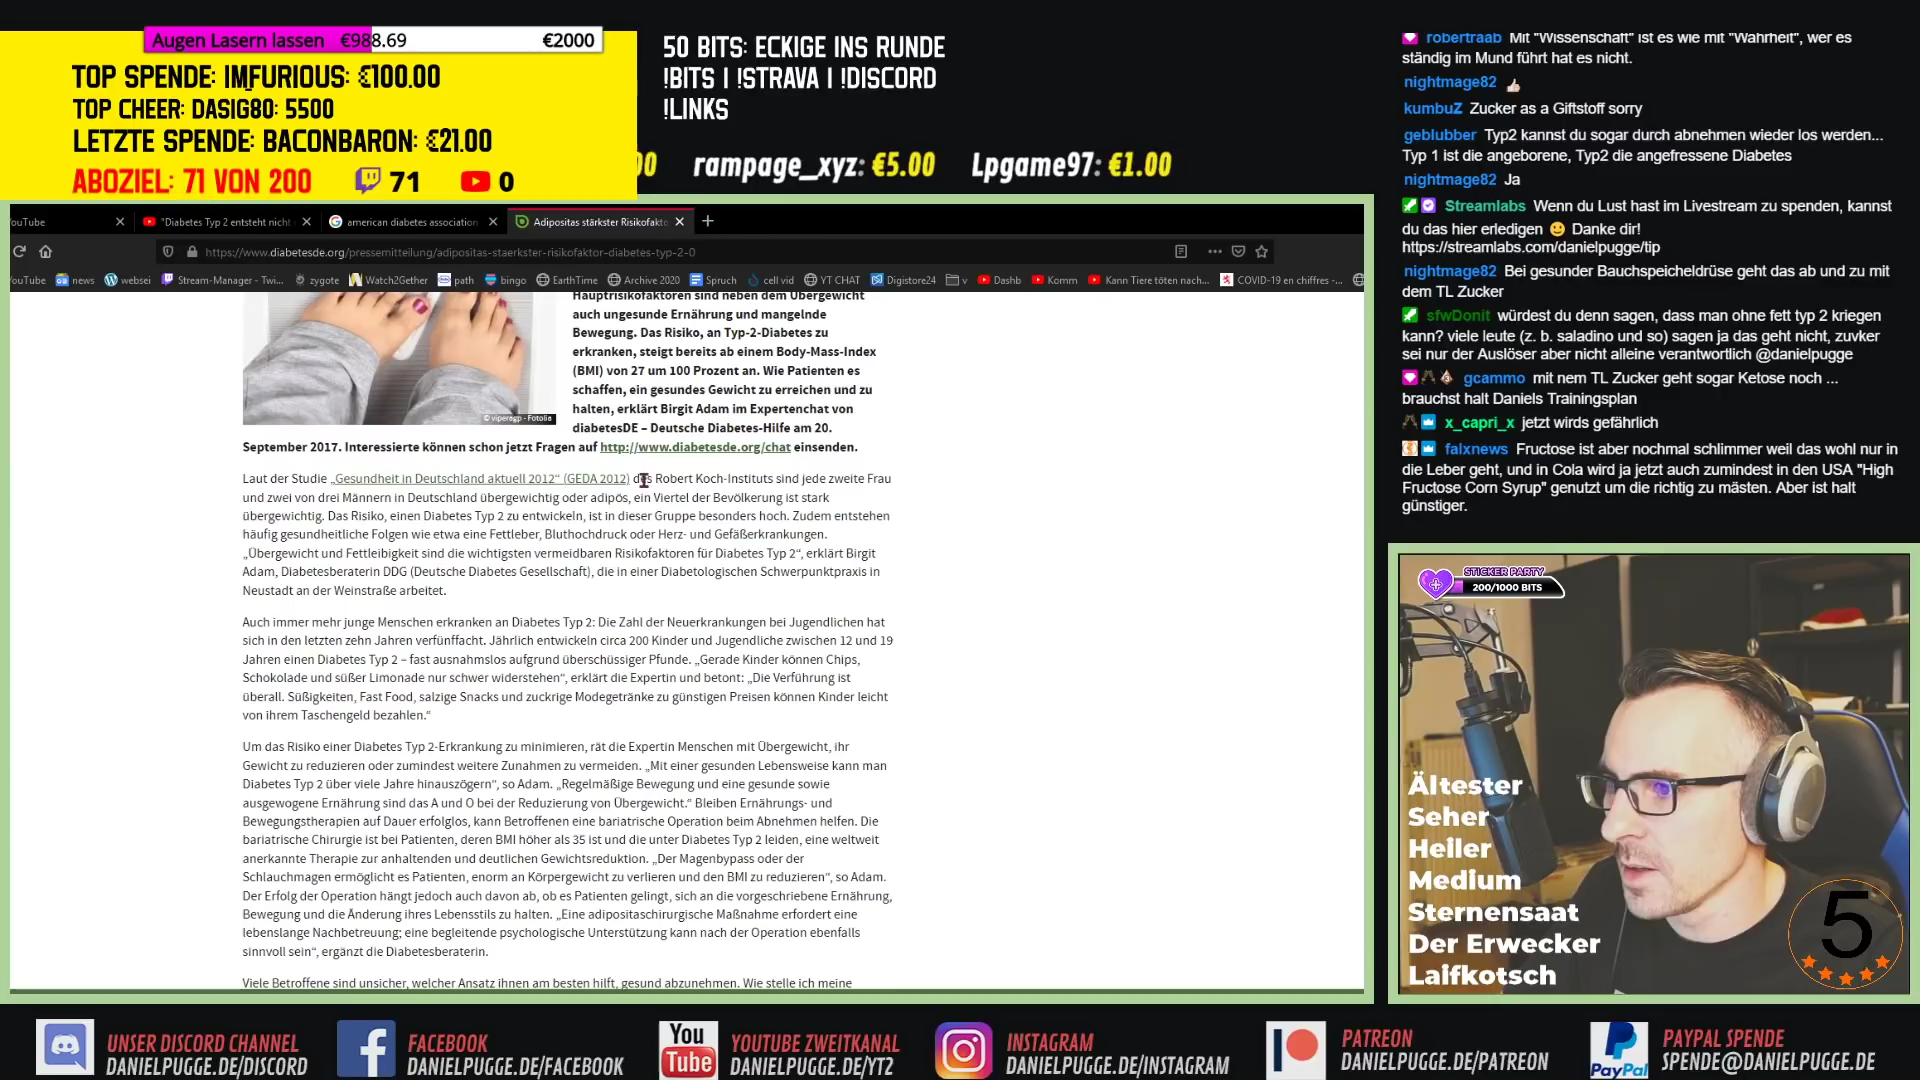 Augen Lasern lassen €988.69 €2000
TOP SPENDE: IMFURIOUS: €100.00
TOP CHEER: DASIG80: 5500
LETZTE SPENDE: BACONBARON: €21.00
ABOZIEL: 71 VON 200 71 0
50 BITS: ECKIGE INS RUNDE
!BITS I !STRAVA I !DISCORD
!LINKS
00 rampage_xyz: €5.00 Lpgame97: €1.00
ouTube "Diabetes Typ 2 entsteht nicht american diabetes association Adipositas stärkster Risikofakto
https://www.diabetesde.org/pressemitteilung/adipositas-staerkster-risikofaktor-diabetes-typ-2-0
ouTube news websei Stream-Manager - Twi... zygote Watch2Gether path bingo EarthTime Archive 2020 Spruch cell vid YT CHAT Digistore24 v Dashb Komm Kann Tiere töten nach... COVID-19 en chiffres -...
Hauptrisikofaktoren sind neben dem Übergewicht
auch ungesunde Ernährung und mangelnde
Bewegung. Das Risiko, an Typ-2-Diabetes zu
erkranken, steigt bereits ab einem Body-Mass-Index
(BMI) von 27 um 100 Prozent an. Wie Patienten es
schaffen, ein gesundes Gewicht zu erreichen und zu
halten, erklärt Birgit Adam im Expertenchat von
© viperagp - Fotolia
diabetesDE – Deutsche Diabetes-Hilfe am 20.
September 2017. Interessierte können schon jetzt Fragen auf http://www.diabetesde.org/chat einsenden.
Laut der Studie „Gesundheit in Deutschland aktuell 2012“ (GEDA 2012) des Robert Koch-Instituts sind jede zweite Frau
und zwei von drei Männern in Deutschland übergewichtig oder adipös, ein Viertel der Bevölkerung ist stark
übergewichtig. Das Risiko, einen Diabetes Typ 2 zu entwickeln, ist in dieser Gruppe besonders hoch. Zudem entstehen
häufig gesundheitliche Folgen wie etwa eine Fettleber, Bluthochdruck oder Herz- und Gefäßerkrankungen.
„Übergewicht und Fettleibigkeit sind die wichtigsten vermeidbaren Risikofaktoren für Diabetes Typ 2“, erklärt Birgit
Adam, Diabetesberaterin DDG (Deutsche Diabetes Gesellschaft), die in einer Diabetologischen Schwerpunktpraxis in
Neustadt an der Weinstraße arbeitet.
Auch immer mehr junge Menschen erkranken an Diabetes Typ 2: Die Zahl der Neuerkrankungen bei Jugendlichen hat
sich in den letzten zehn Jahren verfünffacht. Jährlich entwickeln circa 200 Kinder und Jugendliche zwischen 12 und 19
Jahren einen Diabetes Typ 2 – fast ausnahmslos aufgrund überschüssiger Pfunde. „Gerade Kinder können Chips,
Schokolade und süßer Limonade nur schwer widerstehen“, erklärt die Expertin und betont: „Die Verführung ist
überall. Süßigkeiten, Fast Food, salzige Snacks und zuckrige Modegetränke zu günstigen Preisen können Kinder leicht
von ihrem Taschengeld bezahlen.“
Um das Risiko einer Diabetes Typ 2-Erkrankung zu minimieren, rät die Expertin Menschen mit Übergewicht, ihr
Gewicht zu reduzieren oder zumindest weitere Zunahmen zu vermeiden. „Mit einer gesunden Lebensweise kann man
Diabetes Typ 2 über viele Jahre hinauszögern“, so Adam. „Regelmäßige Bewegung und eine gesunde sowie
ausgewogene Ernährung sind das A und O bei der Reduzierung von Übergewicht.“ Bleiben Ernährungs- und
Bewegungstherapien auf Dauer erfolglos, kann Betroffenen eine bariatrische Operation beim Abnehmen helfen. Die
bariatrische Chirurgie ist bei Patienten, deren BMI höher als 35 ist und die unter Diabetes Typ 2 leiden, eine weltweit
anerkannte Therapie zur anhaltenden und deutlichen Gewichtsreduktion. „Der Magenbypass oder der
Schlauchmagen ermöglicht es Patienten, enorm an Körpergewicht zu verlieren und den BMI zu reduzieren“, so Adam.
Der Erfolg der Operation hängt jedoch auch davon ab, ob es Patienten gelingt, sich an die vorgeschriebene Ernährung,
Bewegung und die Änderung ihres Lebensstils zu halten. „Eine adipositaschirurgische Maßnahme erfordert eine
lebenslange Nachbetreuung; eine begleitende psychologische Unterstützung kann nach der Operation ebenfalls
sinnvoll sein“, ergänzt die Diabetesberaterin.
Viele Betroffene sind unsicher, welcher Ansatz ihnen am besten hilft, gesund abzunehmen. Wie stelle ich meine
robertraab Mit "Wissenschaft" ist es wie mit "Wahrheit", wer es
ständig im Mund führt hat es nicht.
nightmage82
kumbuZ Zucker as a Giftstoff sorry
geblubber Typ2 kannst du sogar durch abnehmen wieder los werden...
Typ 1 ist die angeborene, Typ2 die angefressene Diabetes
nightmage82 Ja
Streamlabs Wenn du Lust hast im Livestream zu spenden, kannst
du das hier erledigen Danke dir!
https://streamlabs.com/danielpugge/tip
nightmage82 Bei gesunder Bauchspeicheldrüse geht das ab und zu mit
dem TL Zucker
sfwDonit würdest du denn sagen, dass man ohne fett typ 2 kriegen
kann? viele leute (z. b. saladino und so) sagen ja das geht nicht, zuvker
sei nur der Auslöser aber nicht alleine verantwortlich @danielpugge
gcammo mit nem TL Zucker geht sogar Ketose noch ...
brauchst halt Daniels Trainingsplan
x_capri_x jetzt wirds gefährlich
falxnews Fructose ist aber nochmal schlimmer weil das wohl nur in
die Leber geht, und in Cola wird ja jetzt auch zumindest in den USA "High
Fructose Corn Syrup" genutzt um die richtig zu mästen. Aber ist halt
günstiger.
STICKER PARTY
200/1000 BITS
Ältester
Seher
Heiler
Medium
Sternensaat
Der Erwecker
Laifkotsch
5
UNSER DISCORD CHANNEL
DANIELPUGGE.DE/DISCORD
FACEBOOK
DANIELPUGGE.DE/FACEBOOK
You
Tube
YOUTUBE ZWEITKANAL
DANIELPUGGE.DE/YT2
INSTAGRAM
DANIELPUGGE.DE/INSTAGRAM
PATREON
DANIELPUGGE.DE/PATREON
PayPal
PAYPAL SPENDE
SPENDE@DANIELPUGGE.DE